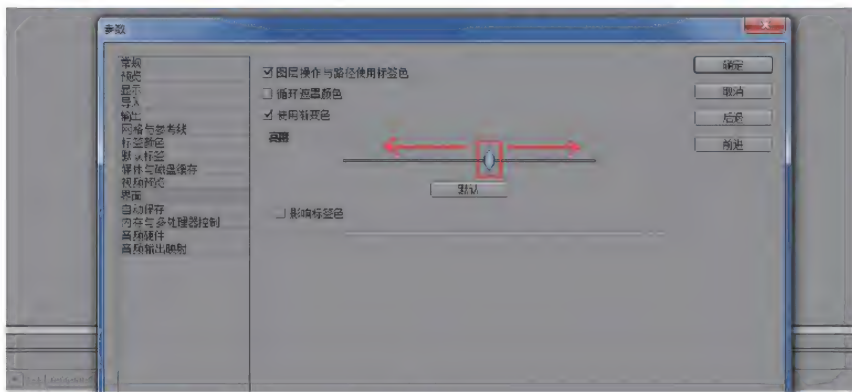 参数
常规
预览
显示
导入
输出
网格与参考线
标签颜色
默认标签
媒体与磁盘缓存
视频预览
界面
自动保存
内存与多处理器控制
音频硬件
音频输出映射
图层操作与路径使用标签色
循环遮罩颜色
使用渐变色
默认
影响标签色
确定
取消
后退
前进